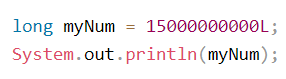 long myNum = 15000000000L;
System.out.println(myNum);